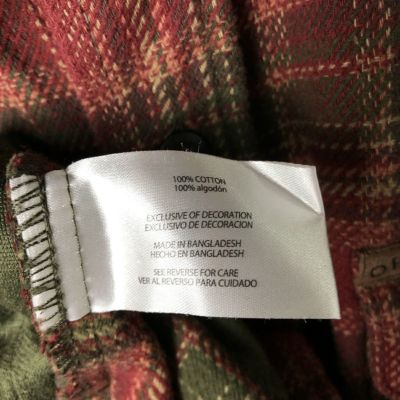 100% COTTON
100% algodón
EXCLUSIVE OF DECORATION
EXCLUSIVO DE DECORACION
MADE IN BANGLADESH
HECHO EN BANGLADESH
SEE REVERSE FOR CARE
VER AL REVERSO PARA CUIDADO